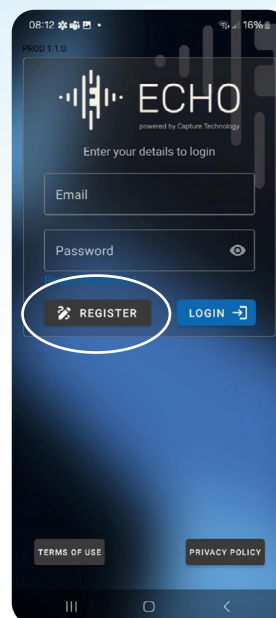 08:12
16%
PROD 1.1.0
ECHO
powered by Capture Technology
Enter your details to login
Email
Password
REGISTER
LOGIN
TERMS OF USE
PRIVACY POLICY